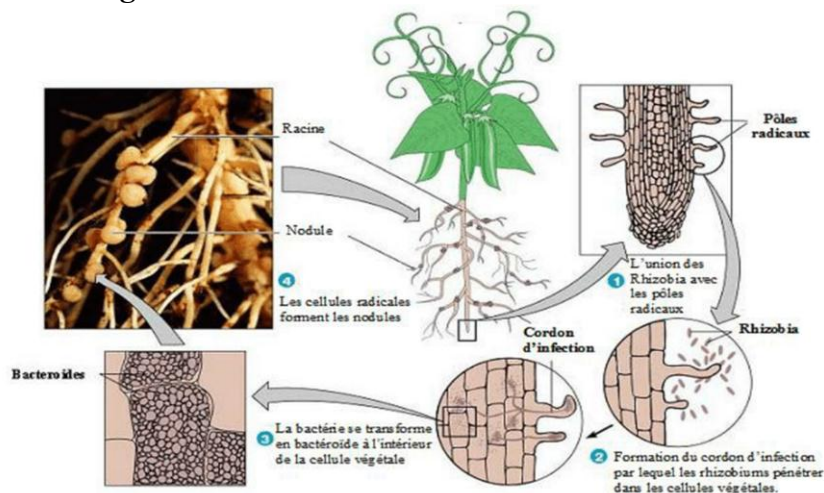 Racine
Pôles
radicaux
Nodule
1 L'union des
Rhizobia avec
les pôles
radicaux
4
Les cellules radicales
forment les nodules
Cordon
d'infection
Rhizobia
Bacteroides
3 La bactérie se transforme
en bactéroïde à l'intérieur
de la cellule végétale
2 Formation du cordon d'infection
par lequel les rhizobiums pénétrer
dans les cellules végétales.